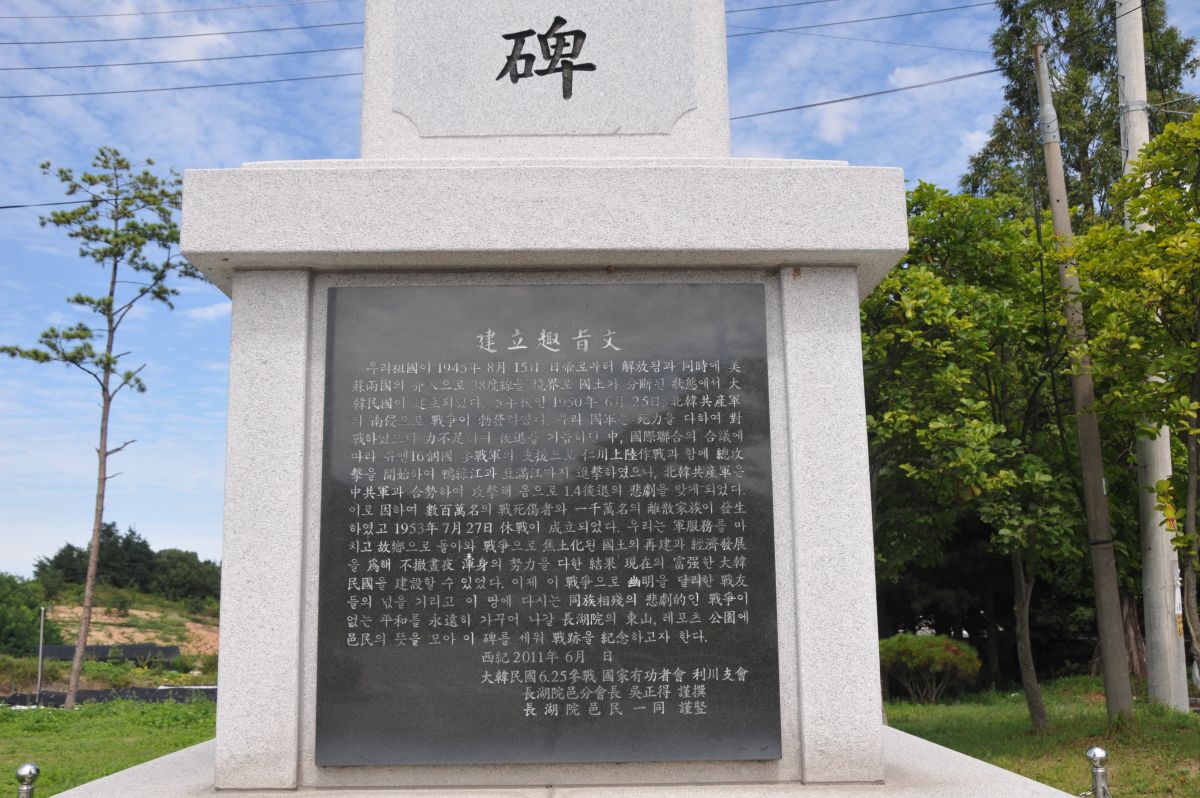 碑
建立趣旨文
우리祖國이 1945年 8月 15日 日帝로부터 解放됨과 同時에 美
蘇兩國의 介入으로 38度線을 境界로 國土가 分斷된 狀態에서 大
韓民國이 建立되었다. 5年後인 1950年 6月 25日, 北韓共産軍
의 南侵으로 戰爭이 勃發하였다. 우리 國軍은 死力을 다하여 對
戰하였으나 力不足하여 後退를 거듭하던 中, 國際聯合의 合議에
따라 유엔16個國 參戰軍의 支援으로 仁川上陸作戰과 함께 總攻
擊을 開始하여 鴨綠江과 豆滿江까지 進擊하였으나, 北韓共産軍은
中共軍과 合勢하여 攻擊해 옴으로 1.4後退의 悲劇을 맞게 되었다.
이로 因하여 數百萬名의 戰死傷者와 一千萬名의 離散家族이 發生
하였고 1953年 7月 27日 休戰이 成立되었다. 우리는 軍服務를 마
치고 故鄕으로 돌아와 戰爭으로 焦土化된 國土의 再建과 經濟發展
을 爲해 不撤晝夜 渾身의 努力을 다한 結果 現在의 富强한 大韓
民國을 建設할 수 있었다. 이제 이 戰爭으로 幽明을 달리한 戰友
들의 넋을 기리고 이 땅에 다시는 同族相殘의 悲劇的인 戰爭이
없는 平和를 永遠히 가꾸어 나갈 長湖院의 東山, 레포츠 公園에
邑民의 뜻을 모아 이 碑를 세워 戰跡을 紀念하고자 한다.
西紀 2011年 6月 日
大韓民國 6.25參戰 國家有功者會 利川支會
長湖院邑分會長 吳正得 謹撰
長湖院邑民一同 謹竪